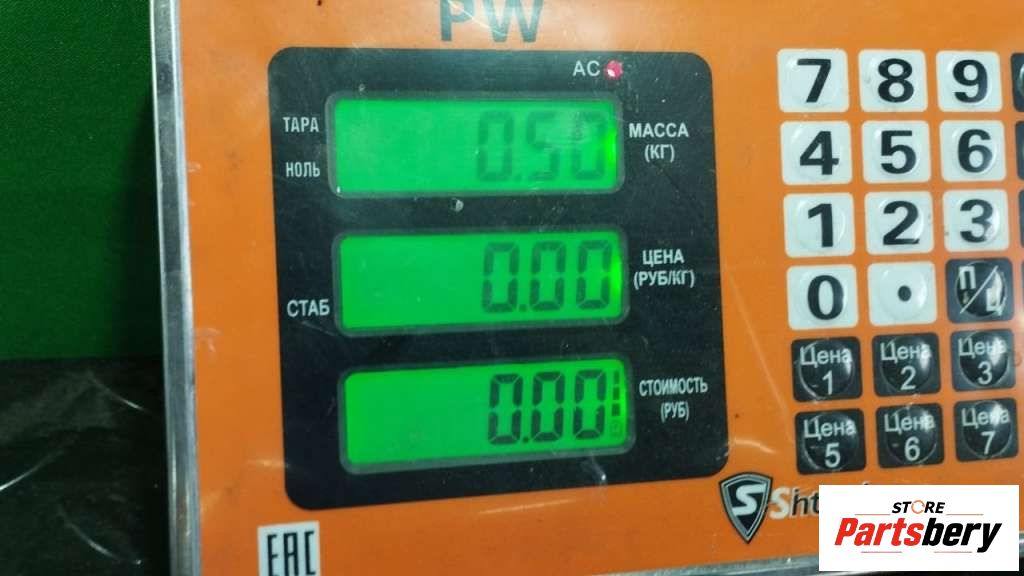 PW
AC
ТАРА
НОЛЬ
0.50
МАССА
(КГ)
0.00
ЦЕНА
(РУБ/КГ)
СТАБ
0.00
СТОИМОСТЬ
(РУБ)
7 8 9
4 5 6
1 2 3
0 . П/Ц
Цена 1
Цена 2
Цена 3
Цена 5
Цена 6
Цена 7
S
EAC
STORE
Partsbery